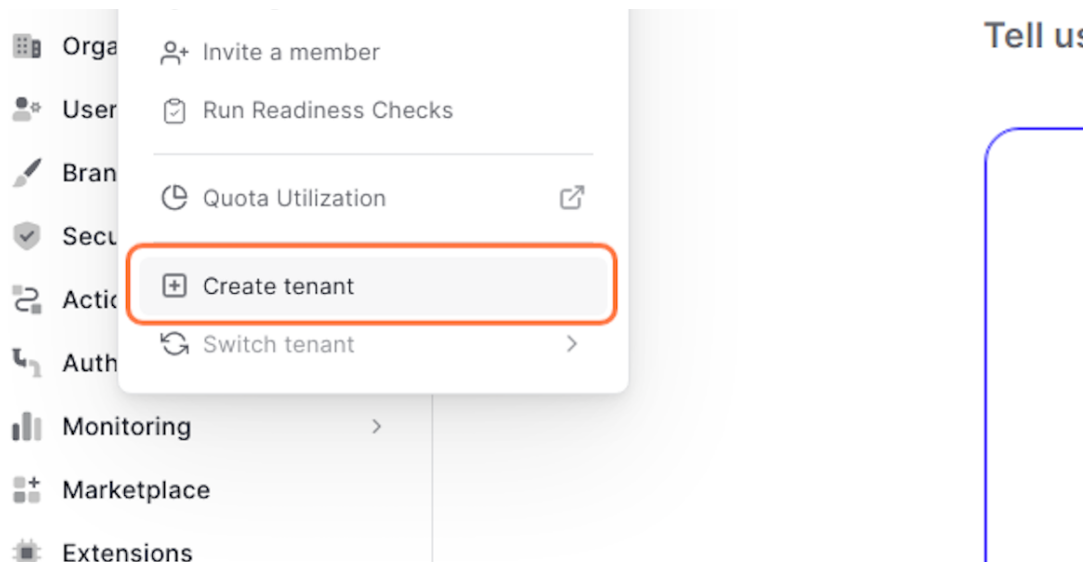 Orga
User
Bran
Secu
Actic
Auth
Monitoring
Marketplace
Extensions
Invite a member
Run Readiness Checks
Quota Utilization
Create tenant
Switch tenant
Tell us